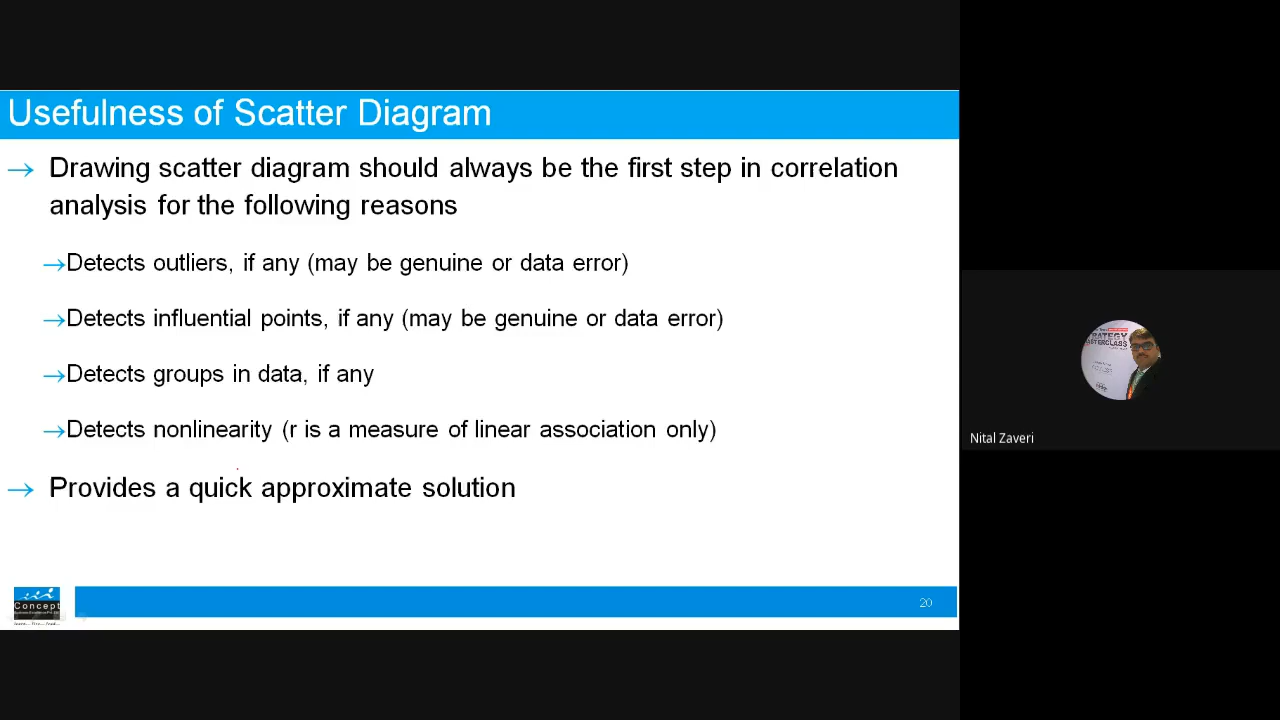 Usefulness of Scatter Diagram
→ Drawing scatter diagram should always be the first step in correlation
analysis for the following reasons
→Detects outliers, if any (may be genuine or data error)
→Detects influential points, if any (may be genuine or data error)
→Detects groups in data, if any
→Detects nonlinearity (r is a measure of linear association only)
→ Provides a quick approximate solution
Concept
20
STRATEGY
MASTERCLASS
Nital Zaveri